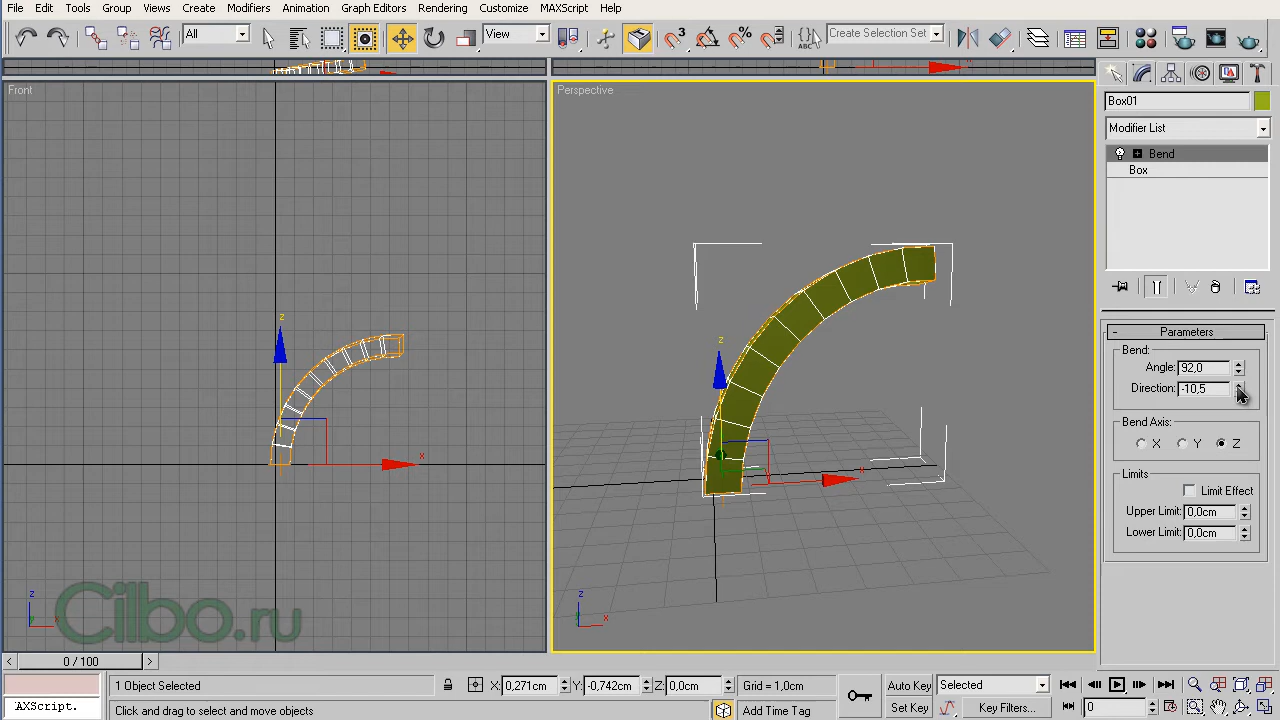 File Edit Tools Group Views Create Modifiers Animation Graph Editors Rendering Customize MAXScript Help
All View Create Selection Set
Front
Perspective
Box01
Modifier List
Bend
Box
Parameters
Bend:
Angle: 92,0
Direction: -10,5
Bend Axis:
X Y Z
Limits
Limit Effect
Upper Limit: 0,0cm
Lower Limit: 0,0cm
z
x
z
x
z
x
z
x
Cilbo.ru
0 / 100
1 Object Selected X: 0,271cm Y: -0,742cm Z: 0,0cm Grid = 1,0cm Auto Key Selected
AXScript. Click and drag to select and move objects Add Time Tag Set Key Key Filters... 0